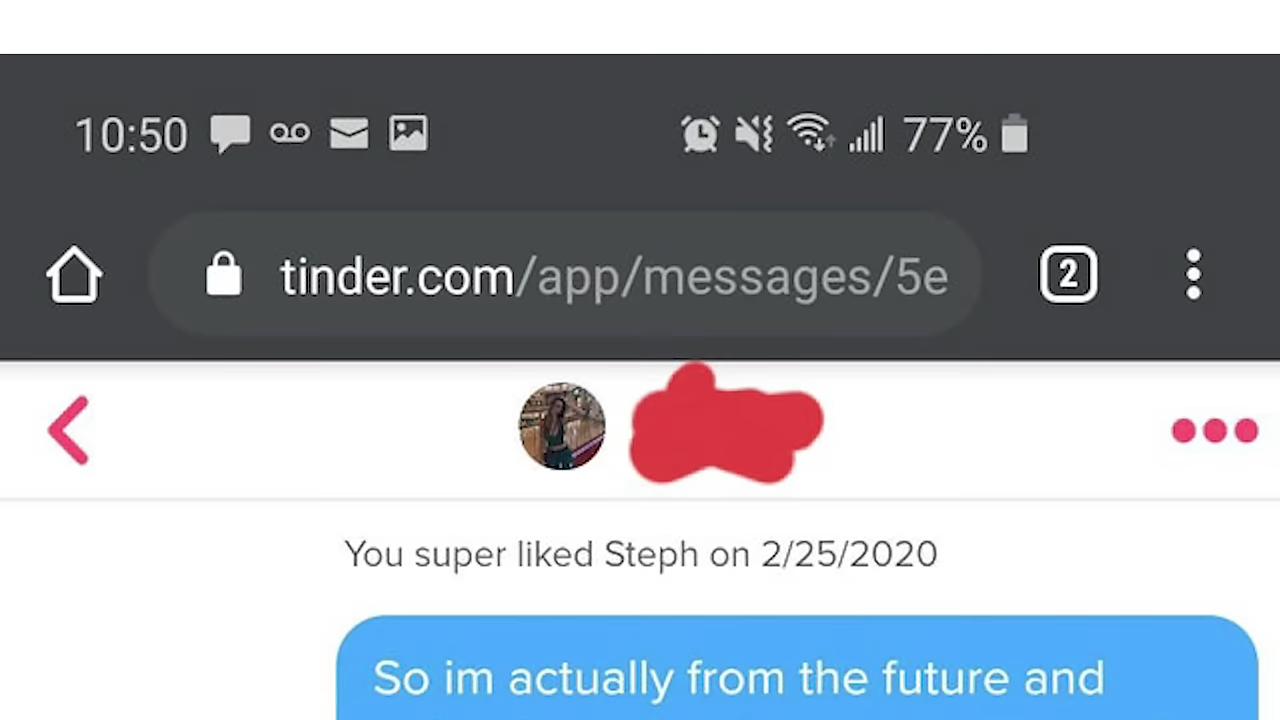 10:50 77%
tinder.com/app/messages/5e 2
You super liked Steph on 2/25/2020
So im actually from the future and